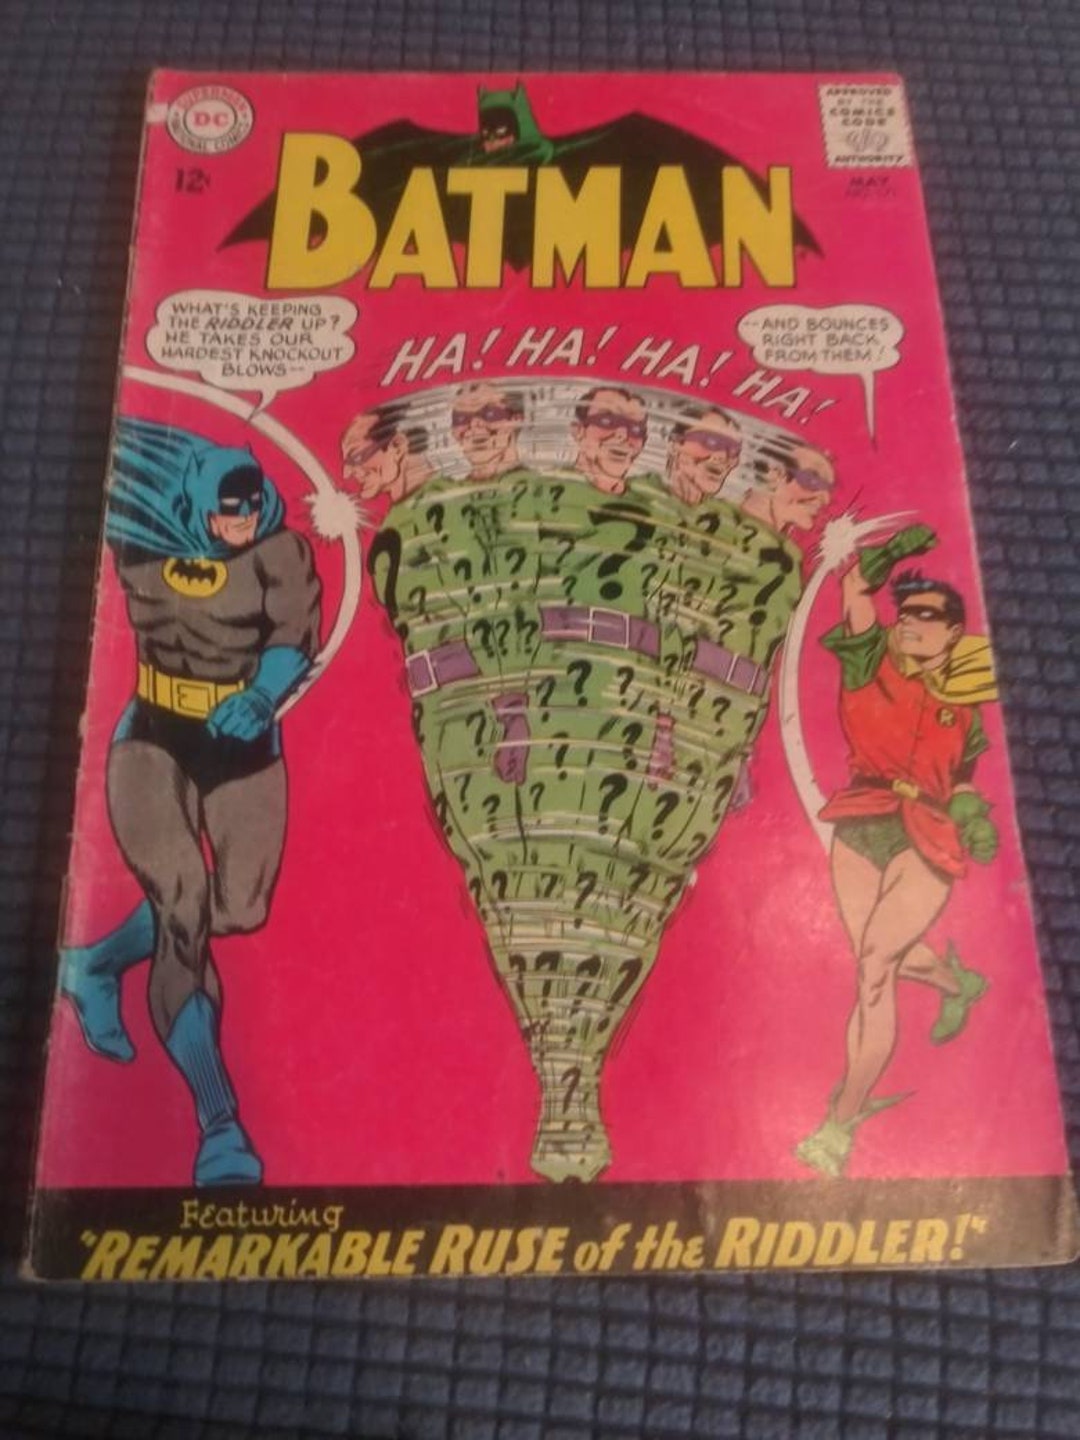 SUPERMAN
DC
NATIONAL COMICS
APPROVED
BY THE
COMICS
CODE
AUTHORITY
12¢
MAY
BATMAN
WHAT'S KEEPING
THE RIDDLER UP?
HE TAKES OUR
HARDEST KNOCKOUT
BLOWS--
HA! HA! HA! HA!
--AND BOUNCES
RIGHT BACK
FROM THEM!
R
Featuring
"REMARKABLE RUSE of the RIDDLER!"